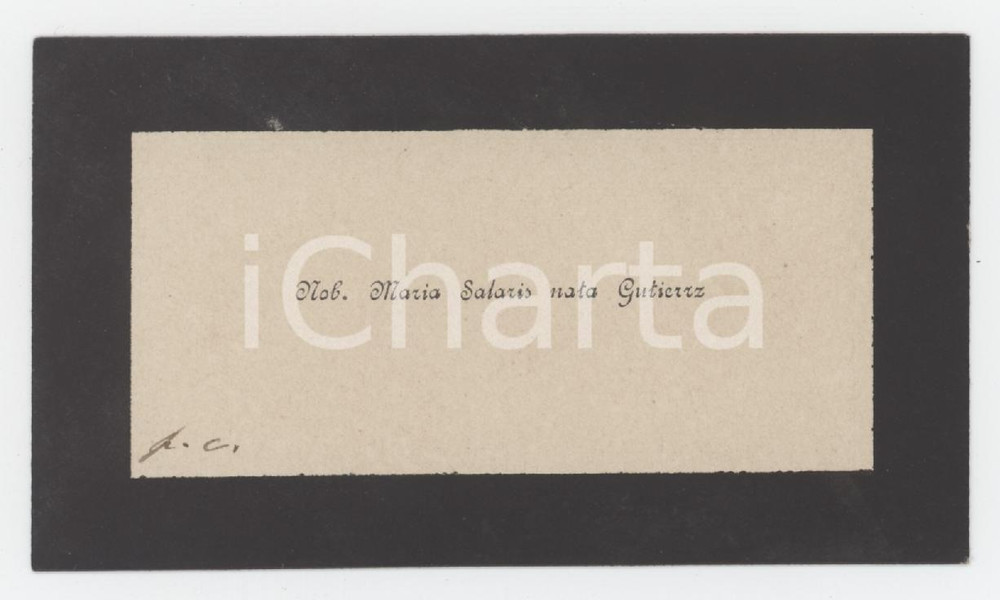 Nob. Maria Salaris nata Gutierrz
iCharta
p. c.